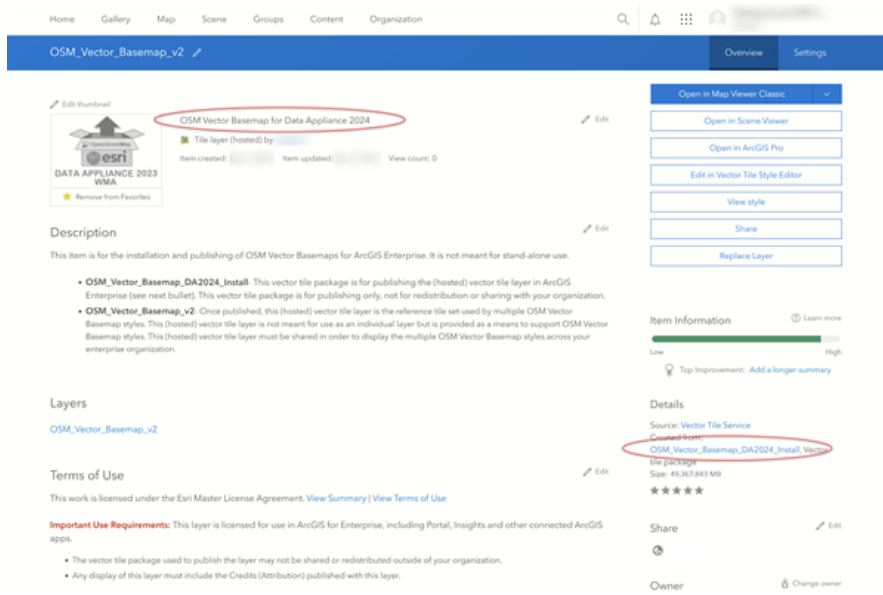 Home Gallery Map Scene Groups Content Organization
OSM_Vector_Basemap_v2 Overview Settings
Edit thumbnail
OpenStreetMap
esri
DATA APPLIANCE 2023
WMA
Remove from Favorites
OSM Vector Basemap for Data Appliance 2024 Edit
Tile layer (hosted) by
Item created: Item updated: View count: 0
Open in Map Viewer Classic
Open in Scene Viewer
Open in ArcGIS Pro
Edit in Vector Tile Style Editor
View style
Share
Replace Layer
Description Edit
This item is for the installation and publishing of OSM Vector Basemaps for ArcGIS Enterprise. It is not meant for stand-alone use.
• OSM_Vector_Basemap_DA2024_Install- This vector tile package is for publishing the (hosted) vector tile layer in ArcGIS
Enterprise (see next bullet). This vector tile package is for publishing only, not for redistribution or sharing with your organization.
• OSM_Vector_Basemap_v2- Once published, this (hosted) vector tile layer is the reference tile set used by multiple OSM Vector
Basemap styles. This (hosted) vector tile layer is not meant for use as an individual layer but is provided as a means to support OSM Vector
Basemap styles. This (hosted) vector tile layer must be shared in order to display the multiple OSM Vector Basemap styles across your
enterprise organization.
Item Information Learn more
Low High
Top Improvement: Add a longer summary
Layers
OSM_Vector_Basemap_v2
Details
Source: Vector Tile Service
Created from:
OSM_Vector_Basemap_DA2024_Install, Vector
tile package
Size: 49,367.843 MB
Terms of Use Edit
This work is licensed under the Esri Master License Agreement. View Summary | View Terms of Use
Important Use Requirements: This layer is licensed for use in ArcGIS for Enterprise, including Portal, Insights and other connected ArcGIS
apps.
• The vector tile package used to publish the layer may not be shared or redistributed outside of your organization.
• Any display of this layer must include the Credits (Attribution) published with this layer.
Share Edit
Owner Change owner